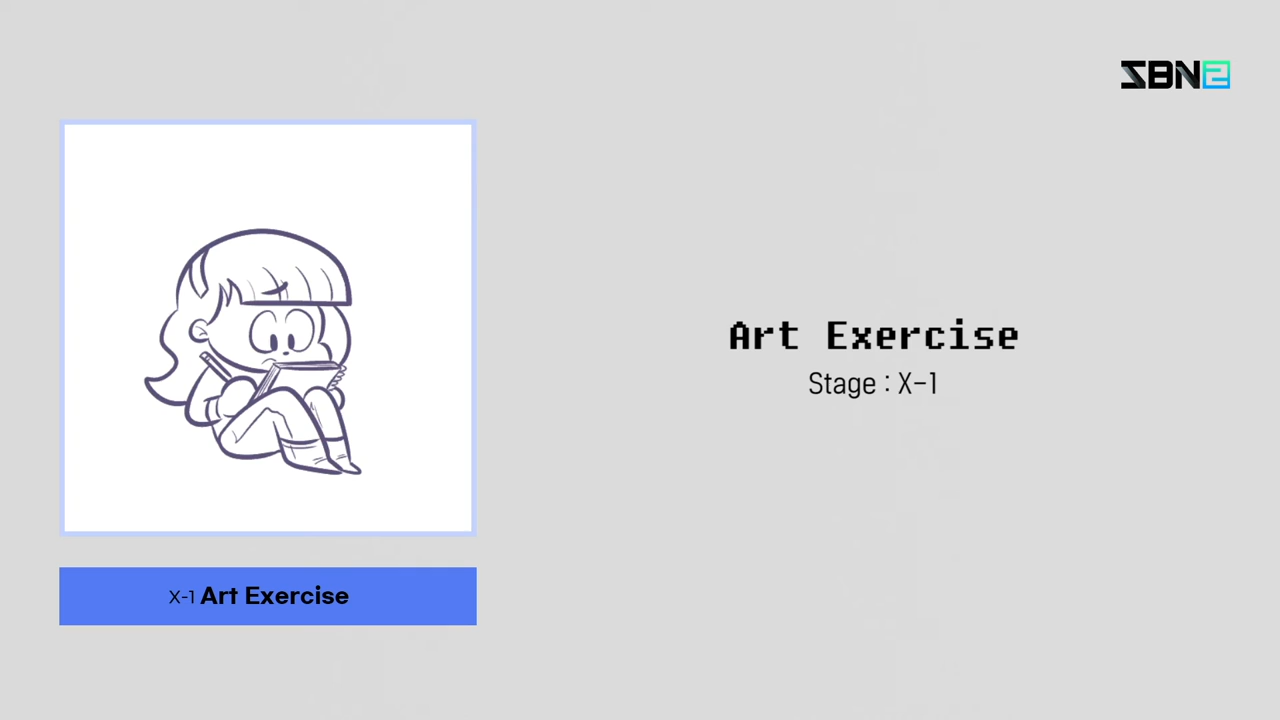 SBN2
Art Exercise
Stage : X-1
X-1 Art Exercise